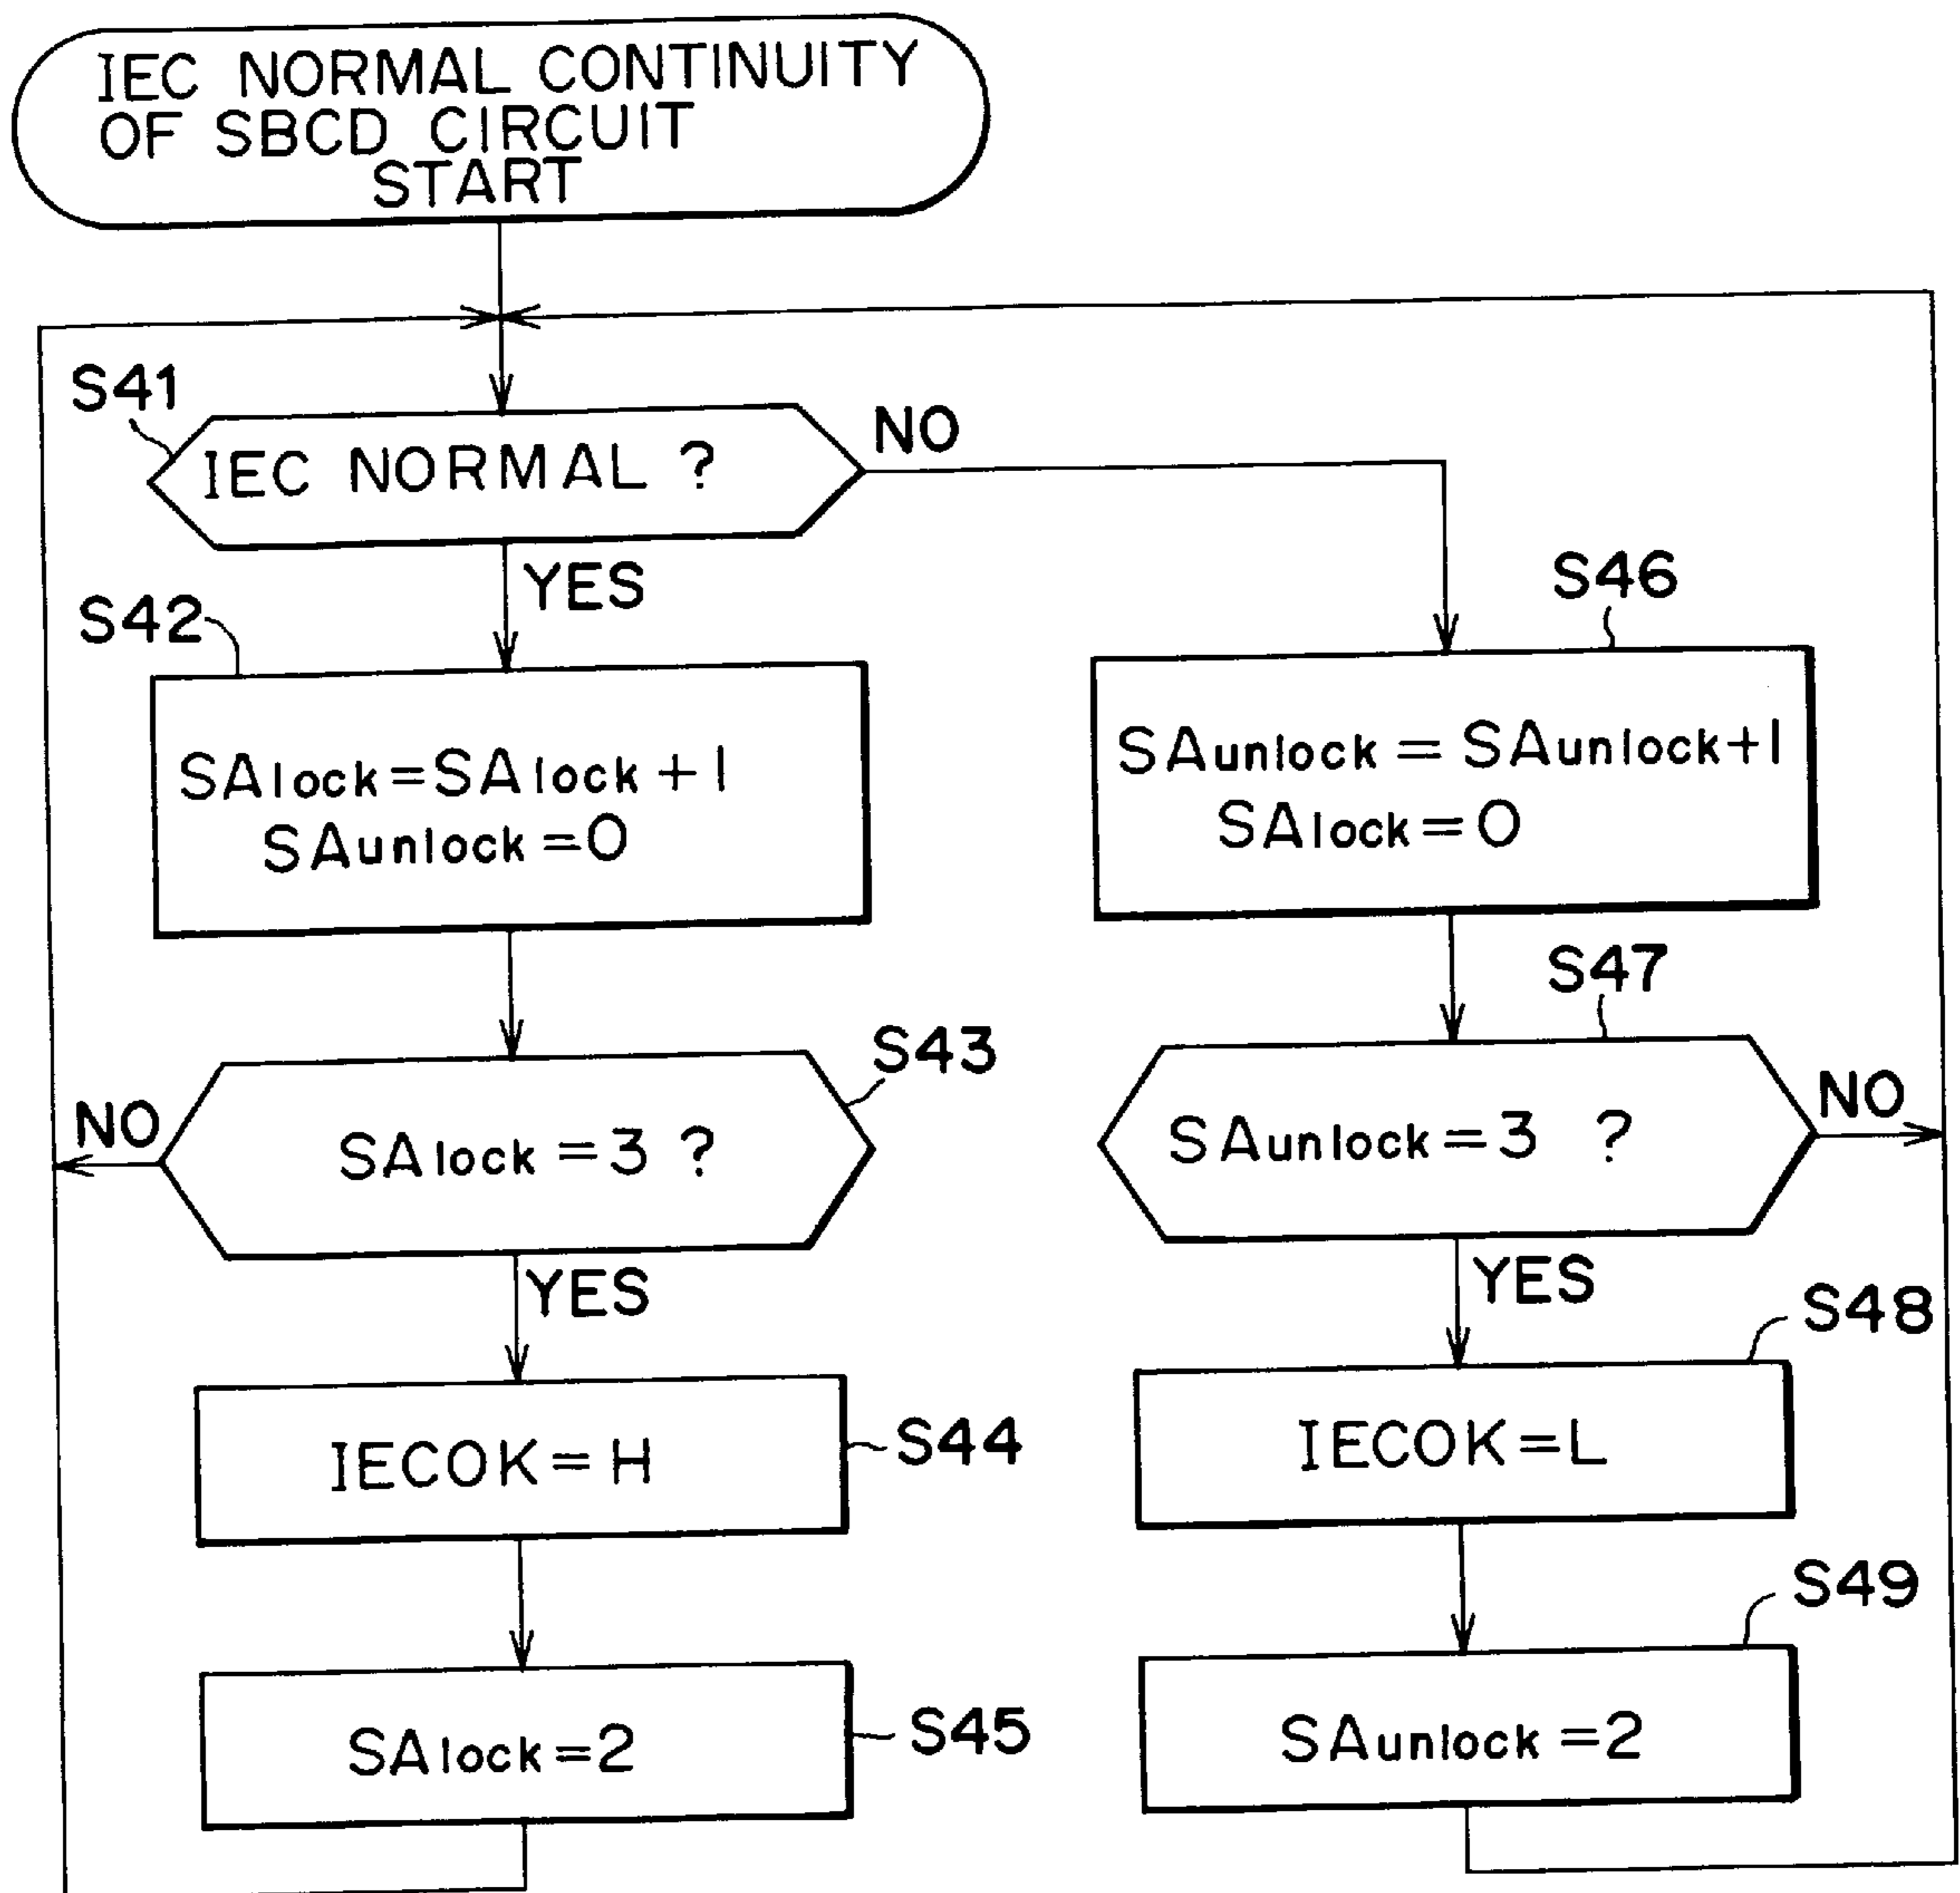 IEC NORMAL CONTINUITY
OF SBCD CIRCUIT
START
S41
IEC NORMAL ?
NO
YES
S42
SAlock=SAlock+1
SAunlock=0
S43
SAlock=3 ?
NO
YES
IECOK=H
S44
SAlock=2
S45
S46
SAunlock=SAunlock+1
SAlock=0
S47
SAunlock=3 ?
NO
YES
S48
IECOK=L
S49
SAunlock=2